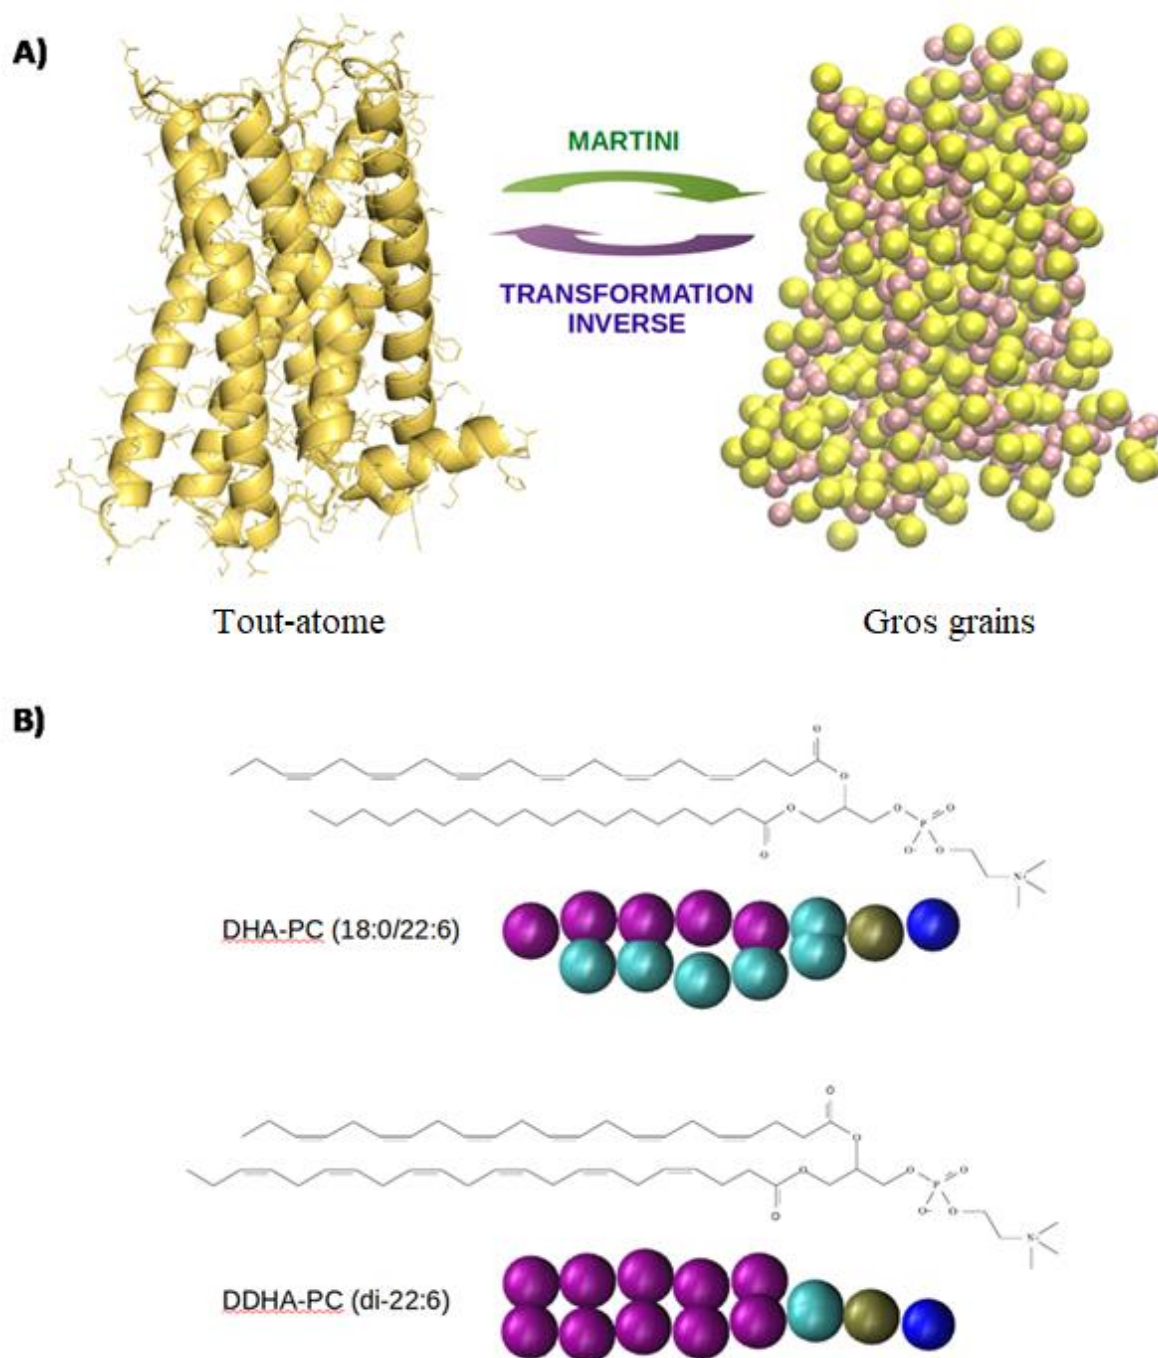 A)
MARTINI
TRANSFORMATION
INVERSE
Tout-atome
Gros grains
B)
O
O
O
O
O
P
O
O-
O
N+
DHA-PC (18:0/22:6)
O
O
O
O
O
P
O
O-
O
N+
DDHA-PC (di-22:6)